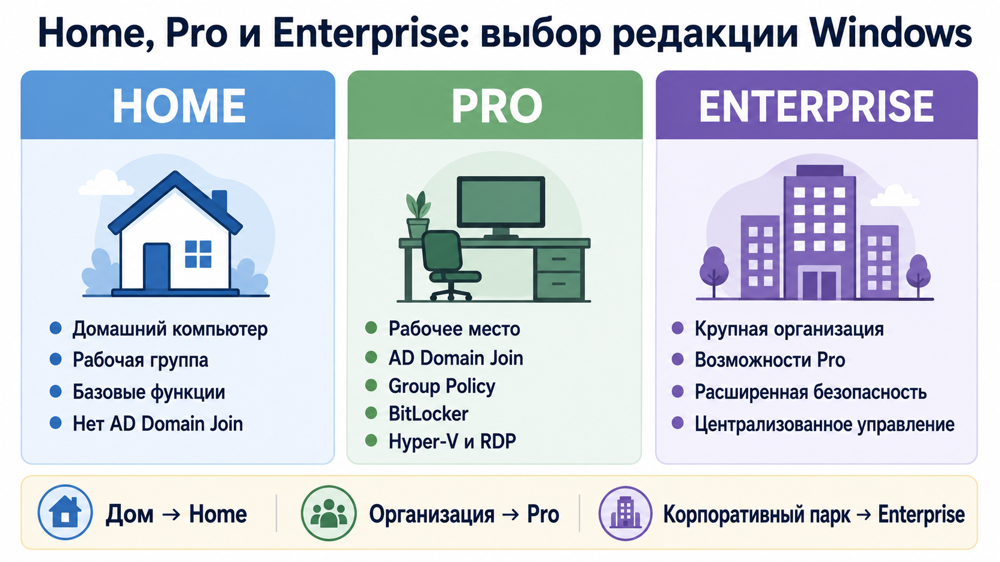 Home, Pro и Enterprise: выбор редакции Windows
HOME
Домашний компьютер
Рабочая группа
Базовые функции
Нет AD Domain Join
PRO
Рабочее место
AD Domain Join
Group Policy
BitLocker
Hyper-V и RDP
ENTERPRISE
Крупная организация
Возможности Pro
Расширенная безопасность
Централизованное управление
Дом → Home
Организация → Pro
Корпоративный парк → Enterprise